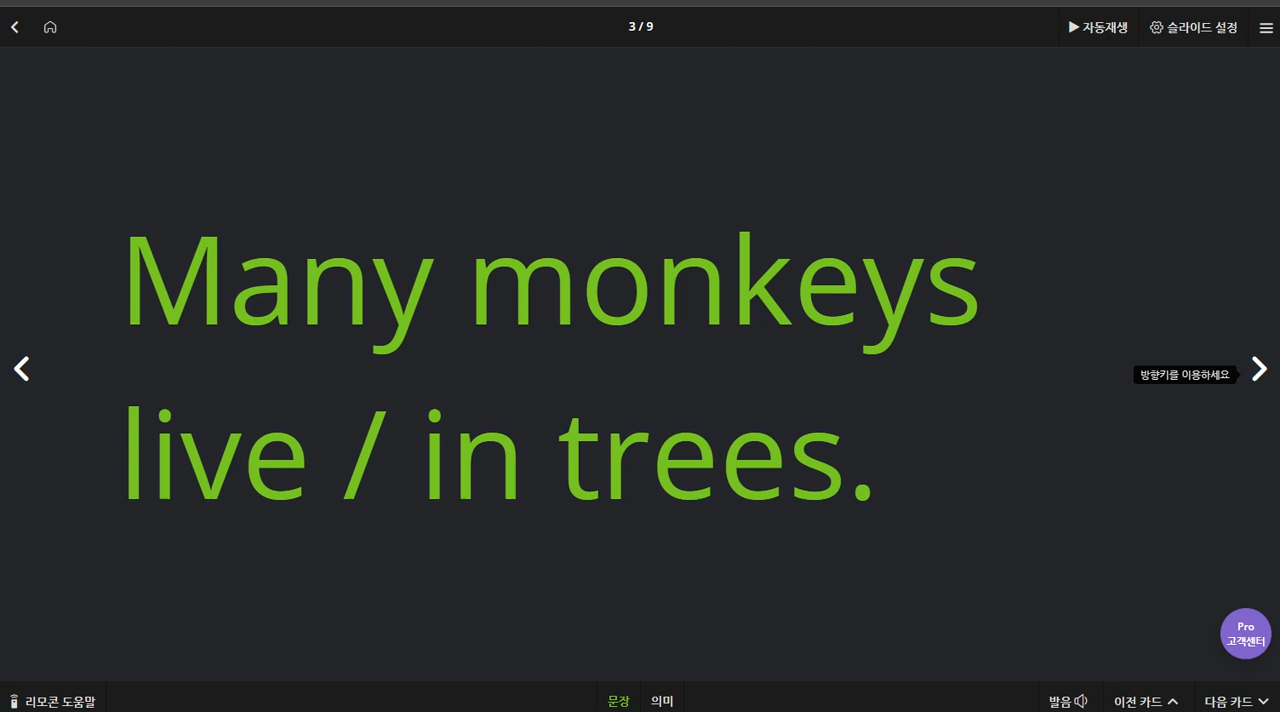 3 / 9
자동재생
슬라이드 설정
Many monkeys
live / in trees.
방향키를 이용하세요
Pro
고객센터
리모콘 도움말
문장
의미
발음
이전 카드
다음 카드